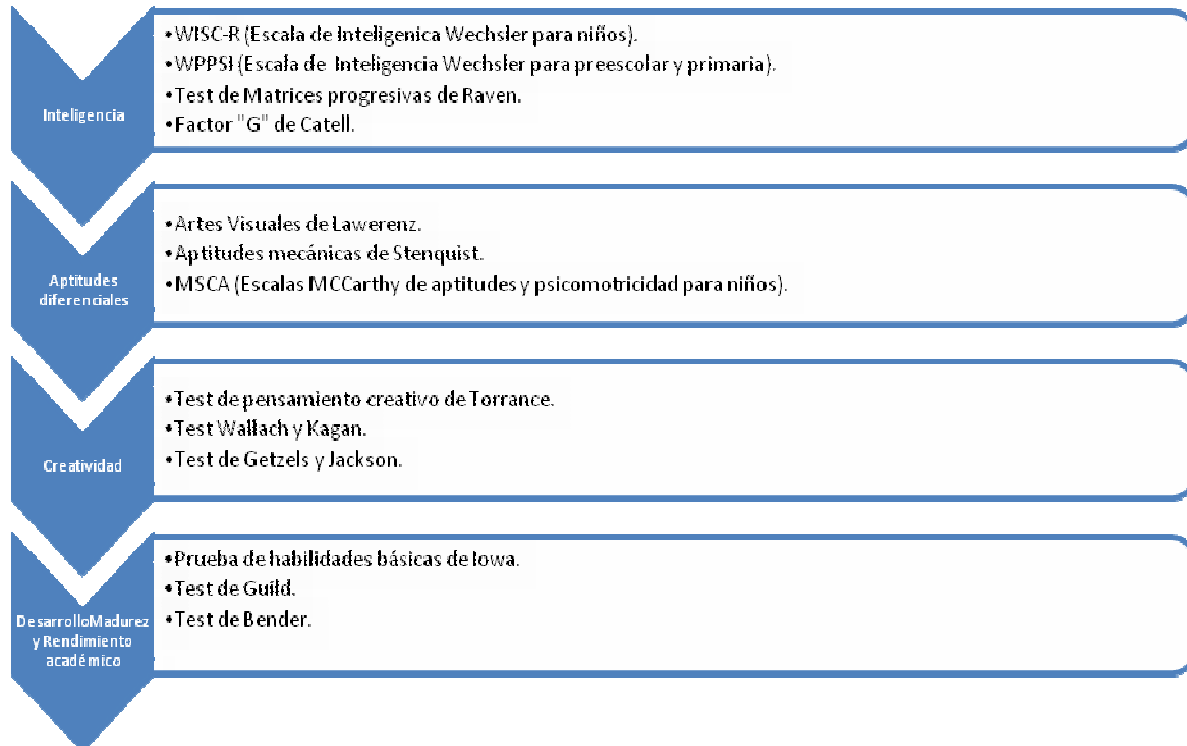 Inteligencia
•WISC-R (Escala de Inteligenica Wechsler para niños).
•WPPSI (Escala de Inteligencia Wechsler para preescolar y primaria).
•Test de Matrices progresivas de Raven.
•Factor "G" de Catell.
Aptitudes
diferenciales
•Artes Visuales de Lawerenz.
•Aptitudes mecánicas de Stenquist.
•MSCA (Escalas MCCarthy de aptitudes y psicomotricidad para niños).
Creatividad
•Test de pensamiento creativo de Torrance.
•Test Wallach y Kagan.
•Test de Getzels y Jackson.
DesarrolloMadurez
y Rendimiento
académico
•Prueba de habilidades básicas de Iowa.
•Test de Guild.
•Test de Bender.